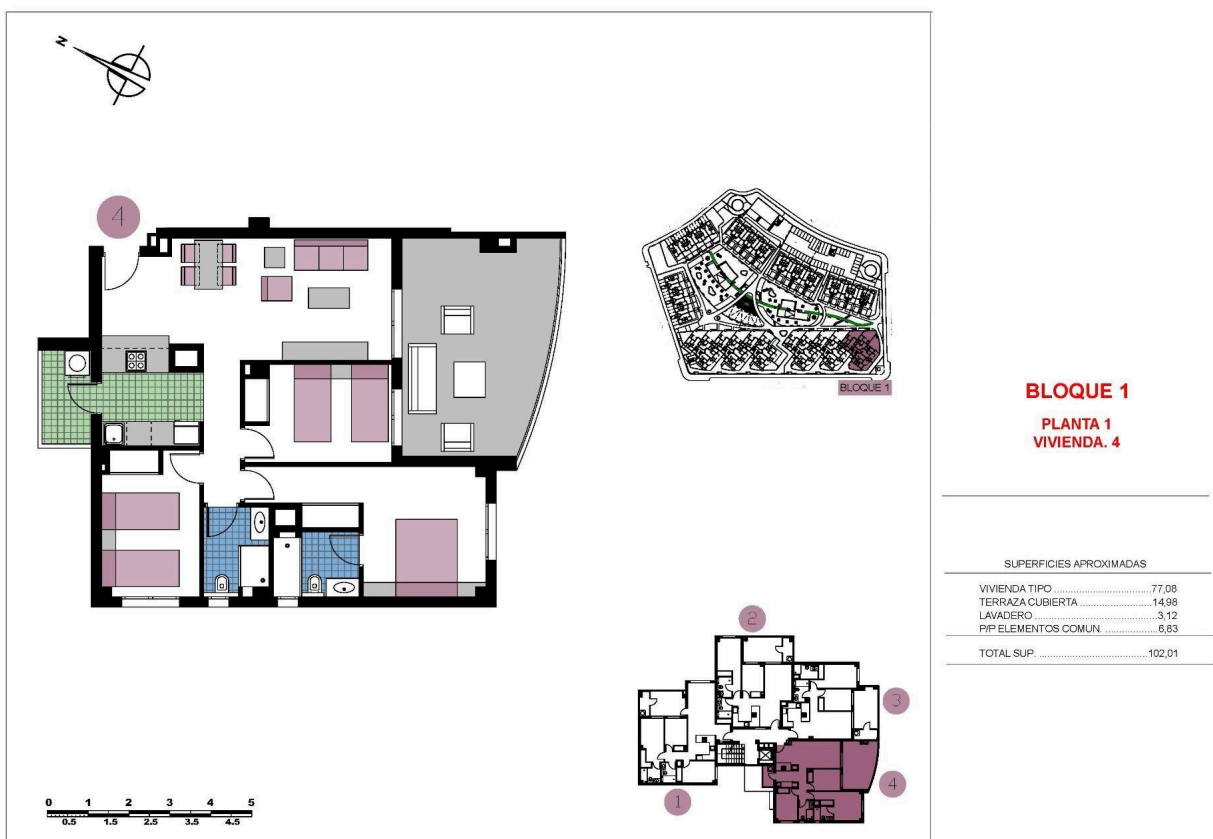 N
4
BLOQUE 1
BLOQUE 1
PLANTA 1
VIVIENDA. 4
SUPERFICIES APROXIMADAS
VIVIENDA TIPO ................................77,08
TERRAZA CUBIERTA .........................14,98
LAVADERO ........................................3,12
P/P ELEMENTOS COMUN. ..................6,83
TOTAL SUP. .....................................102,01
2
3
4
1
0 1 2 3 4 5
0.5 1.5 2.5 3.5 4.5